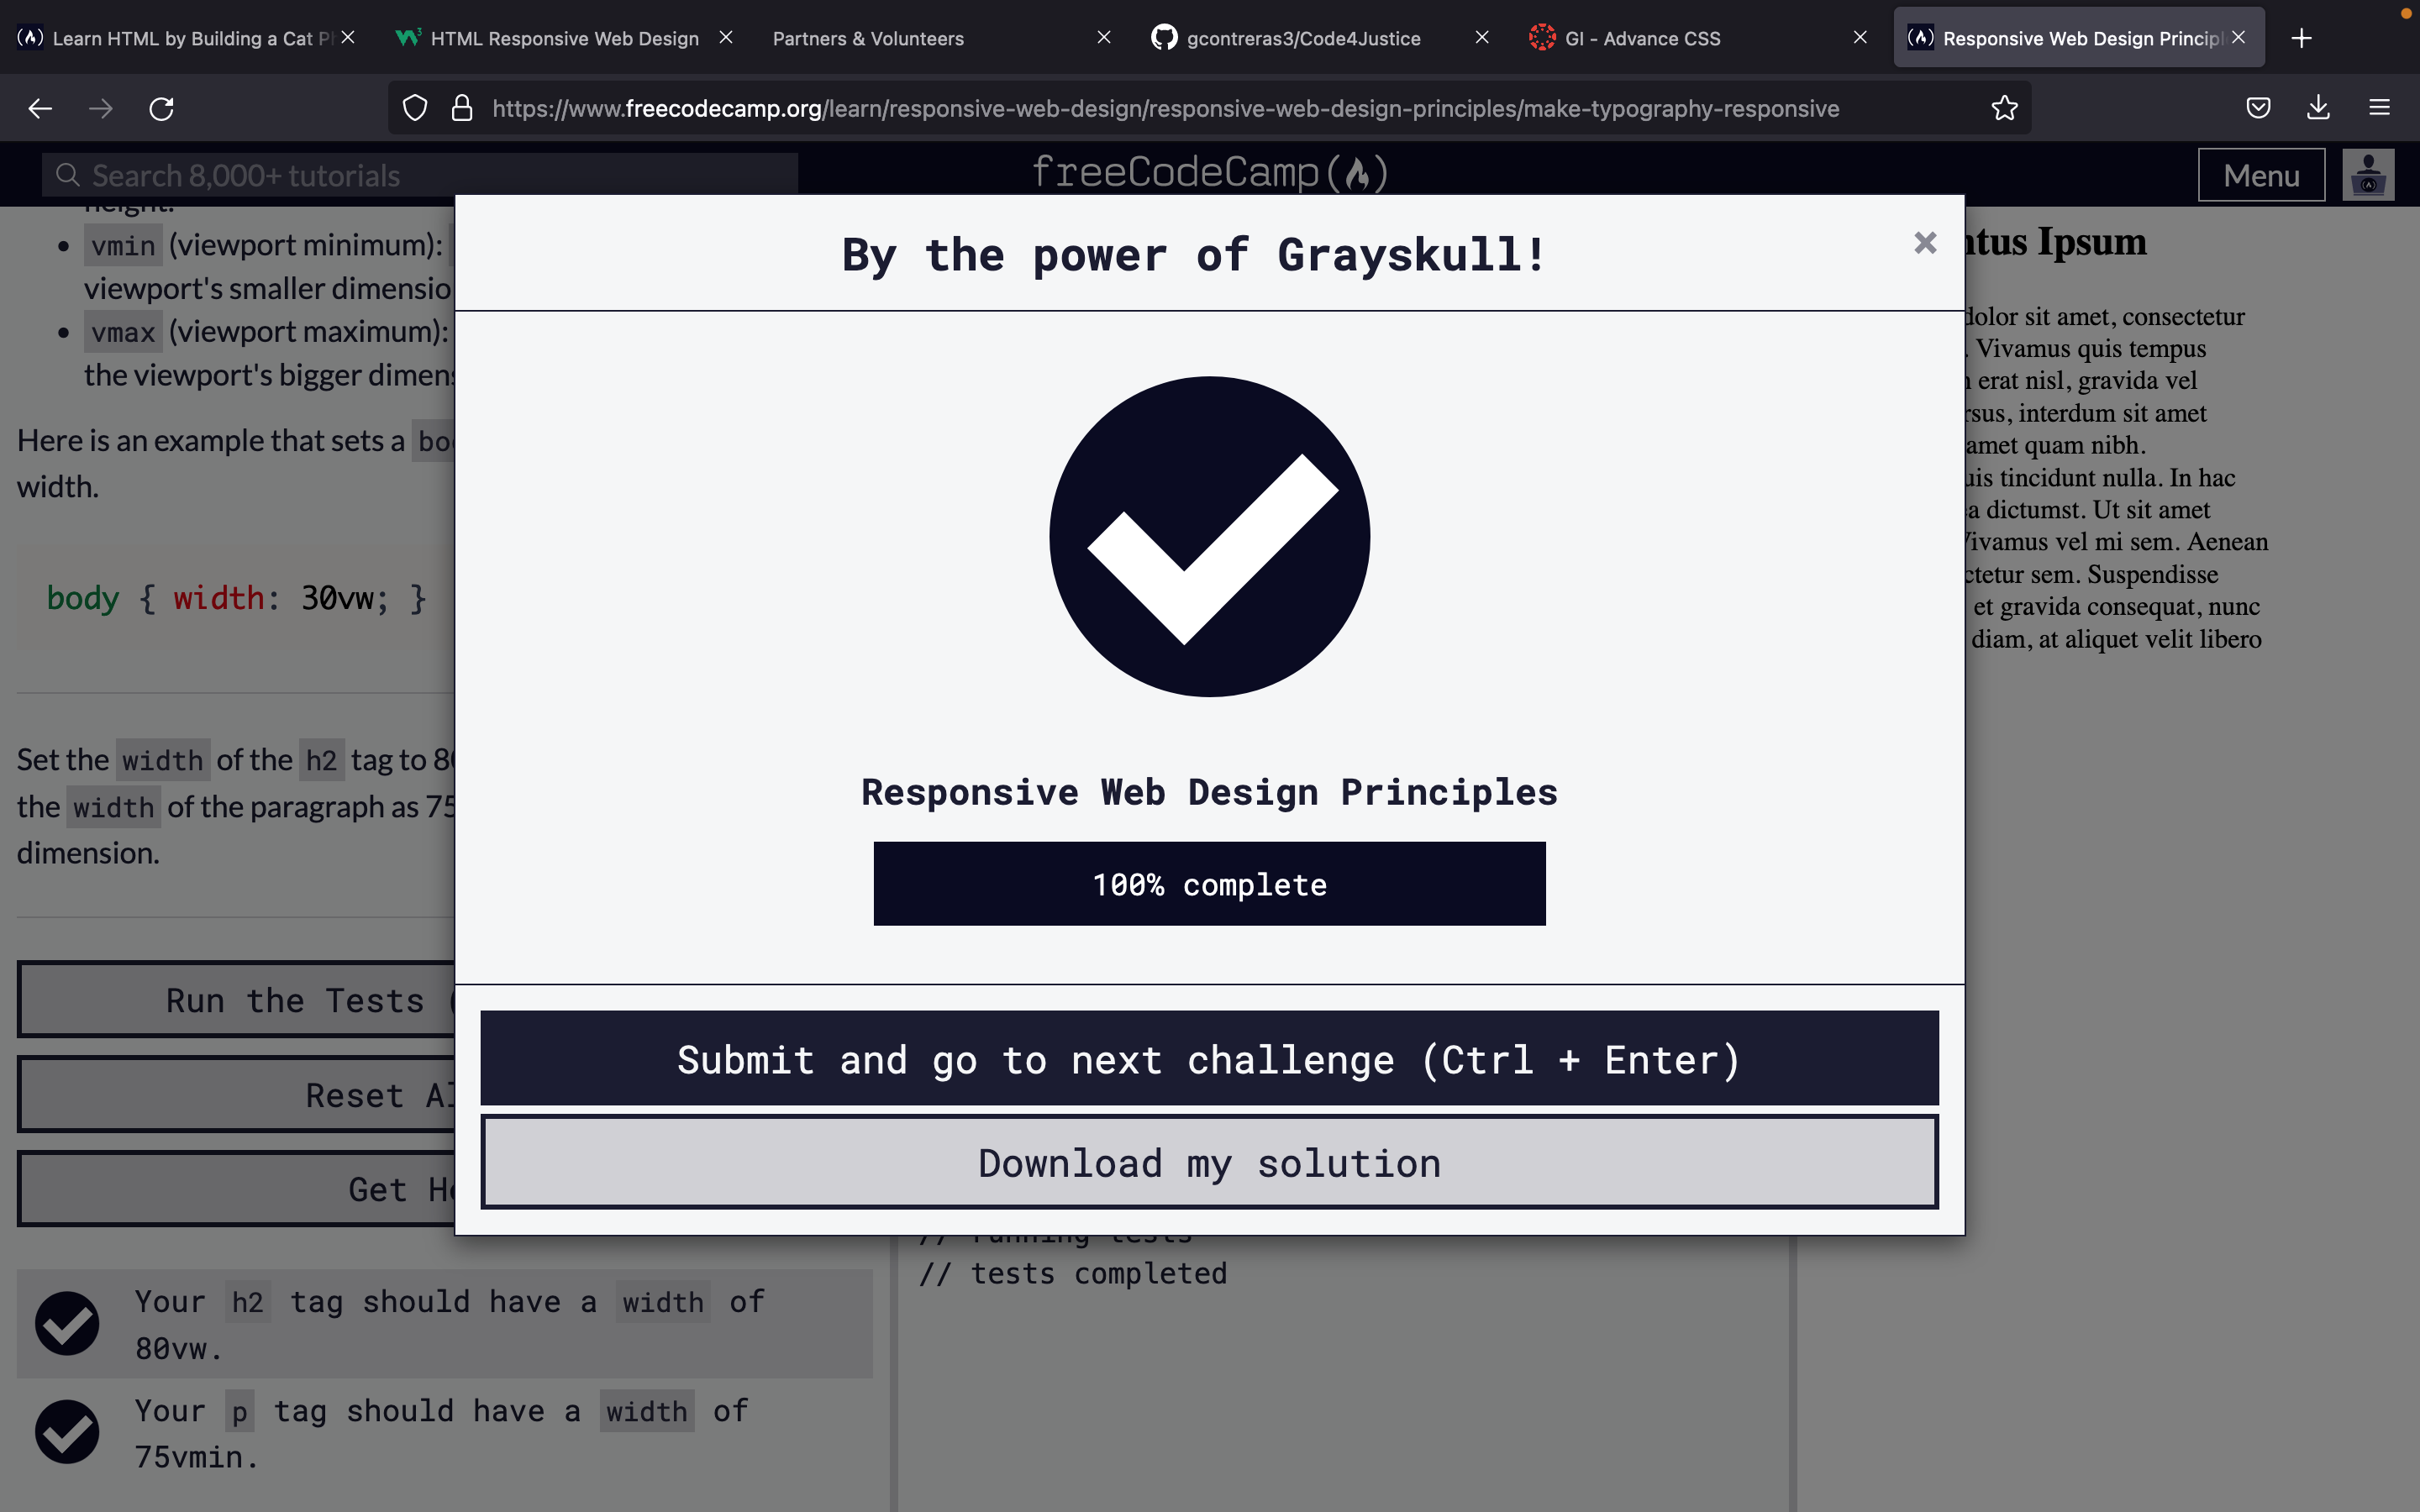 Learn HTML by Building a Cat Ph
HTML Responsive Web Design
Partners & Volunteers
gcontreras3/Code4Justice
GI - Advance CSS
Responsive Web Design Principl
https://www.freecodecamp.org/learn/responsive-web-design/responsive-web-design-principles/make-typography-responsive
Search 8,000+ tutorials
freeCodeCamp
Menu
height.
vmin (viewport minimum):
viewport's smaller dimensio
vmax (viewport maximum):
the viewport's bigger dimens
Here is an example that sets a bo
width.
body { width: 30vw; }
Set the width of the h2 tag to 80
the width of the paragraph as 75
dimension.
Run the Tests (
Reset Al
Get He
Your h2 tag should have a width of
80vw.
Your p tag should have a width of
75vmin.
By the power of Grayskull!
×
Responsive Web Design Principles
100% complete
Submit and go to next challenge (Ctrl + Enter)
Download my solution
// running tests
// tests completed
ntus Ipsum
dolor sit amet, consectetur
. Vivamus quis tempus
erat nisl, gravida vel
rsus, interdum sit amet
amet quam nibh.
uis tincidunt nulla. In hac
a dictumst. Ut sit amet
Vivamus vel mi sem. Aenean
ctetur sem. Suspendisse
et gravida consequat, nunc
diam, at aliquet velit libero